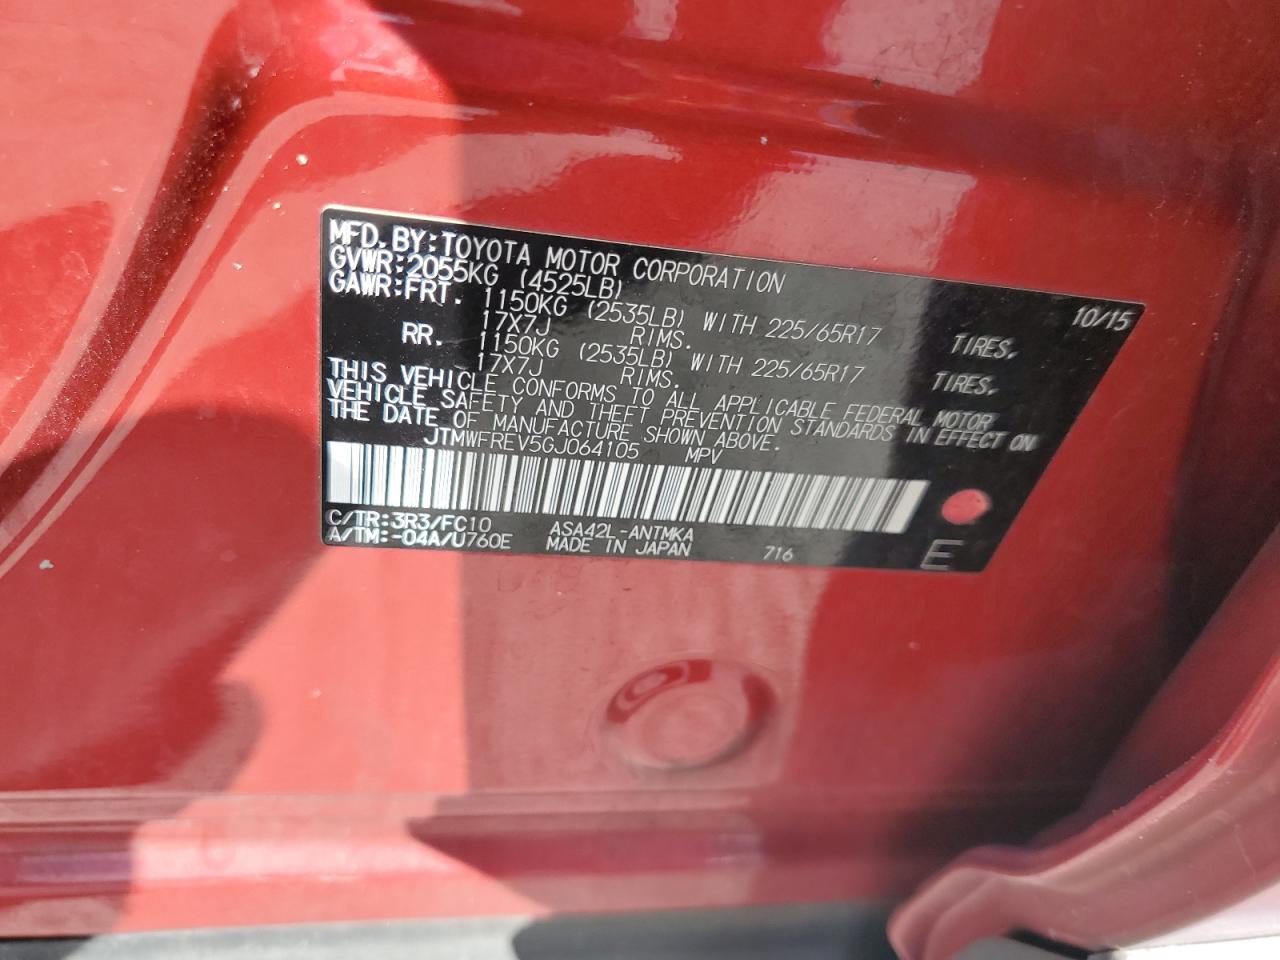 MFD. BY: TOYOTA MOTOR CORPORATION 10/15
GVWR: 2055KG (4525LB)
GAWR: FRT. 1150KG (2535LB) WITH 225/65R17 TIRES,
17X7J RIMS.
RR. 1150KG (2535LB) WITH 225/65R17 TIRES,
17X7J RIMS.
THIS VEHICLE CONFORMS TO ALL APPLICABLE FEDERAL MOTOR
VEHICLE SAFETY AND THEFT PREVENTION STANDARDS IN EFFECT ON
THE DATE OF MANUFACTURE SHOWN ABOVE.
JTMWFREV5GJ064105 MPV
C/TR: 3R3/FC10 ASA42L-ANTMKA
A/TM: -04A/U760E MADE IN JAPAN 716 E